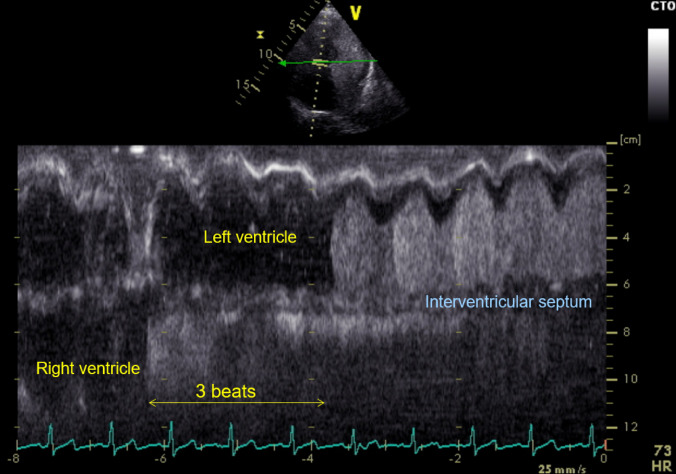 CTO
V
5
10
15
[cm]
2
Left ventricle
4
6
Interventricular septum
8
Right ventricle
3 beats
10
12
-8
-6
-4
-2
0
73
HR
25 mm/s